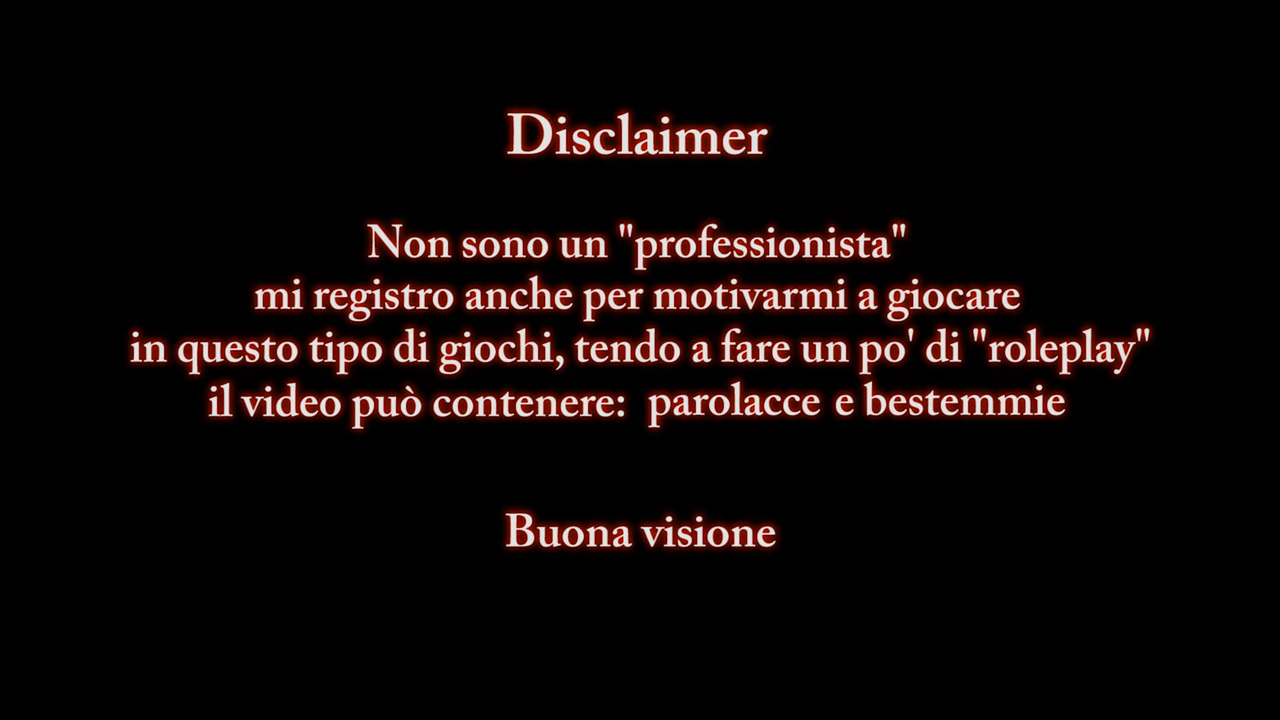 Disclaimer
Non sono un "professionista"
mi registro anche per motivarmi a giocare
in questo tipo di giochi, tendo a fare un po' di "roleplay"
il video può contenere: parolacce e bestemmie
Buona visione